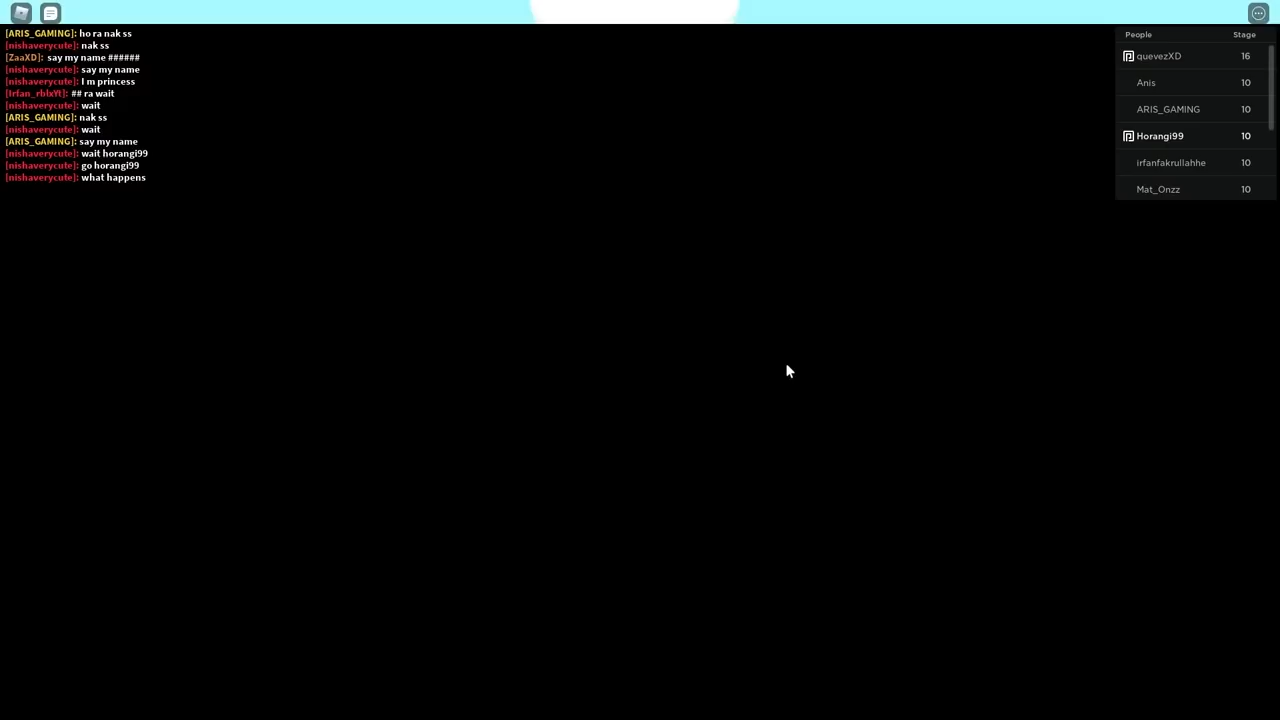 [ARIS_GAMING]: ho ra nak ss
[nishaverycute]: nak ss
[ZaaXD]: say my name ######
[nishaverycute]: say my name
[nishaverycute]: I m princess
[Irfan_rblxYt]: ## ra wait
[nishaverycute]: wait
[ARIS_GAMING]: nak ss
[nishaverycute]: wait
[ARIS_GAMING]: say my name
[nishaverycute]: wait horangi99
[nishaverycute]: go horangi99
[nishaverycute]: what happens
People Stage
quevezXD 16
Anis 10
ARIS_GAMING 10
Horangi99 10
irfanfakrullahhe 10
Mat_Onzz 10